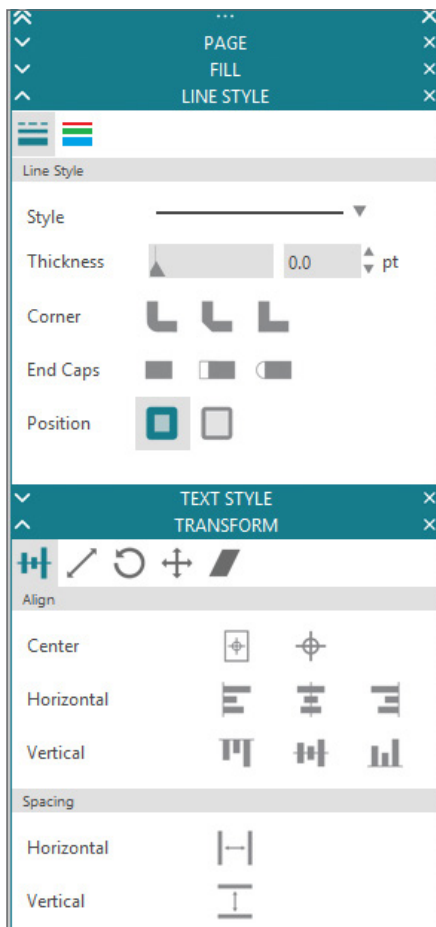 PAGE
FILL
LINE STYLE
Line Style
Style
Thickness 0.0 pt
Corner
End Caps
Position
TEXT STYLE
TRANSFORM
Align
Center
Horizontal
Vertical
Spacing
Horizontal
Vertical